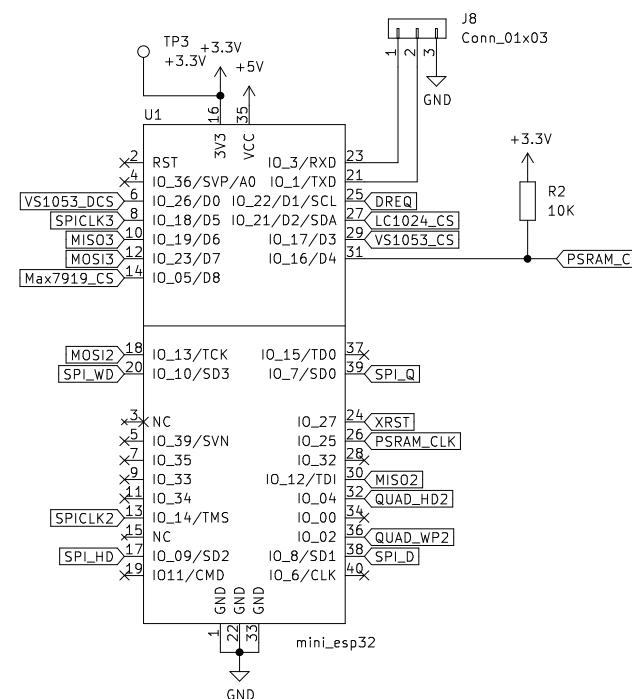 TP3
+3.3V
+3.3V
+5V
J8
Conn_01x03
1 2 3
GND
U1
16 35
3V3 VCC
+3.3V
R2
10K
2 RST IO_3/RXD 23
4 IO_36/SVP/A0 IO_1/TXD 21
VS1053_DCS 6 IO_26/D0 IO_22/D1/SCL 25 DREQ
SPICLK3 8 IO_18/D5 IO_21/D2/SDA 27 LC1024_CS
MISO3 10 IO_19/D6 IO_17/D3 29 VS1053_CS
MOSI3 12 IO_23/D7 IO_16/D4 31 PSRAM_C
Max7919_CS 14 IO_05/D8
MOSI2 18 IO_13/TCK IO_15/TD0 37
SPI_WD 20 IO_10/SD3 IO_7/SD0 39 SPI_Q
3 NC IO_27 24 XRST
5 IO_39/SVN IO_25 26 PSRAM_CLK
7 IO_35 IO_32 28
9 IO_33 IO_12/TDI 30 MISO2
11 IO_34 IO_04 32 QUAD_HD2
SPICLK2 13 IO_14/TMS IO_00 34
15 NC IO_02 36 QUAD_WP2
SPI_HD 17 IO_09/SD2 IO_8/SD1 38 SPI_D
19 IO11/CMD IO_6/CLK 40
GND GND GND
1 22 33
mini_esp32
GND